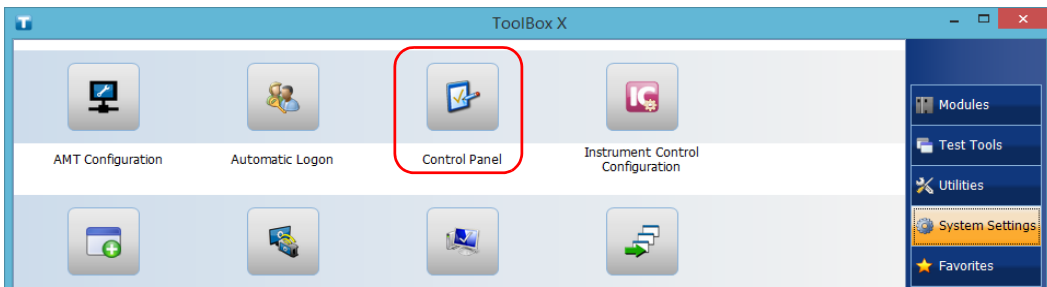 ToolBox X
AMT Configuration
Automatic Logon
Control Panel
Instrument Control
Configuration
Modules
Test Tools
Utilities
System Settings
Favorites